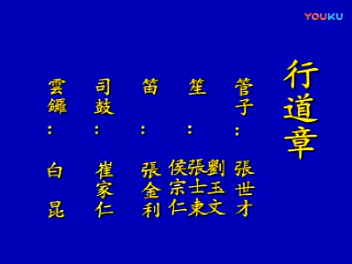 YOUKU
行道章
管子：張世才
笙：劉玉文
張士東
侯宗仁
笛：張金利
司鼓：崔家仁
雲鑼：白昆